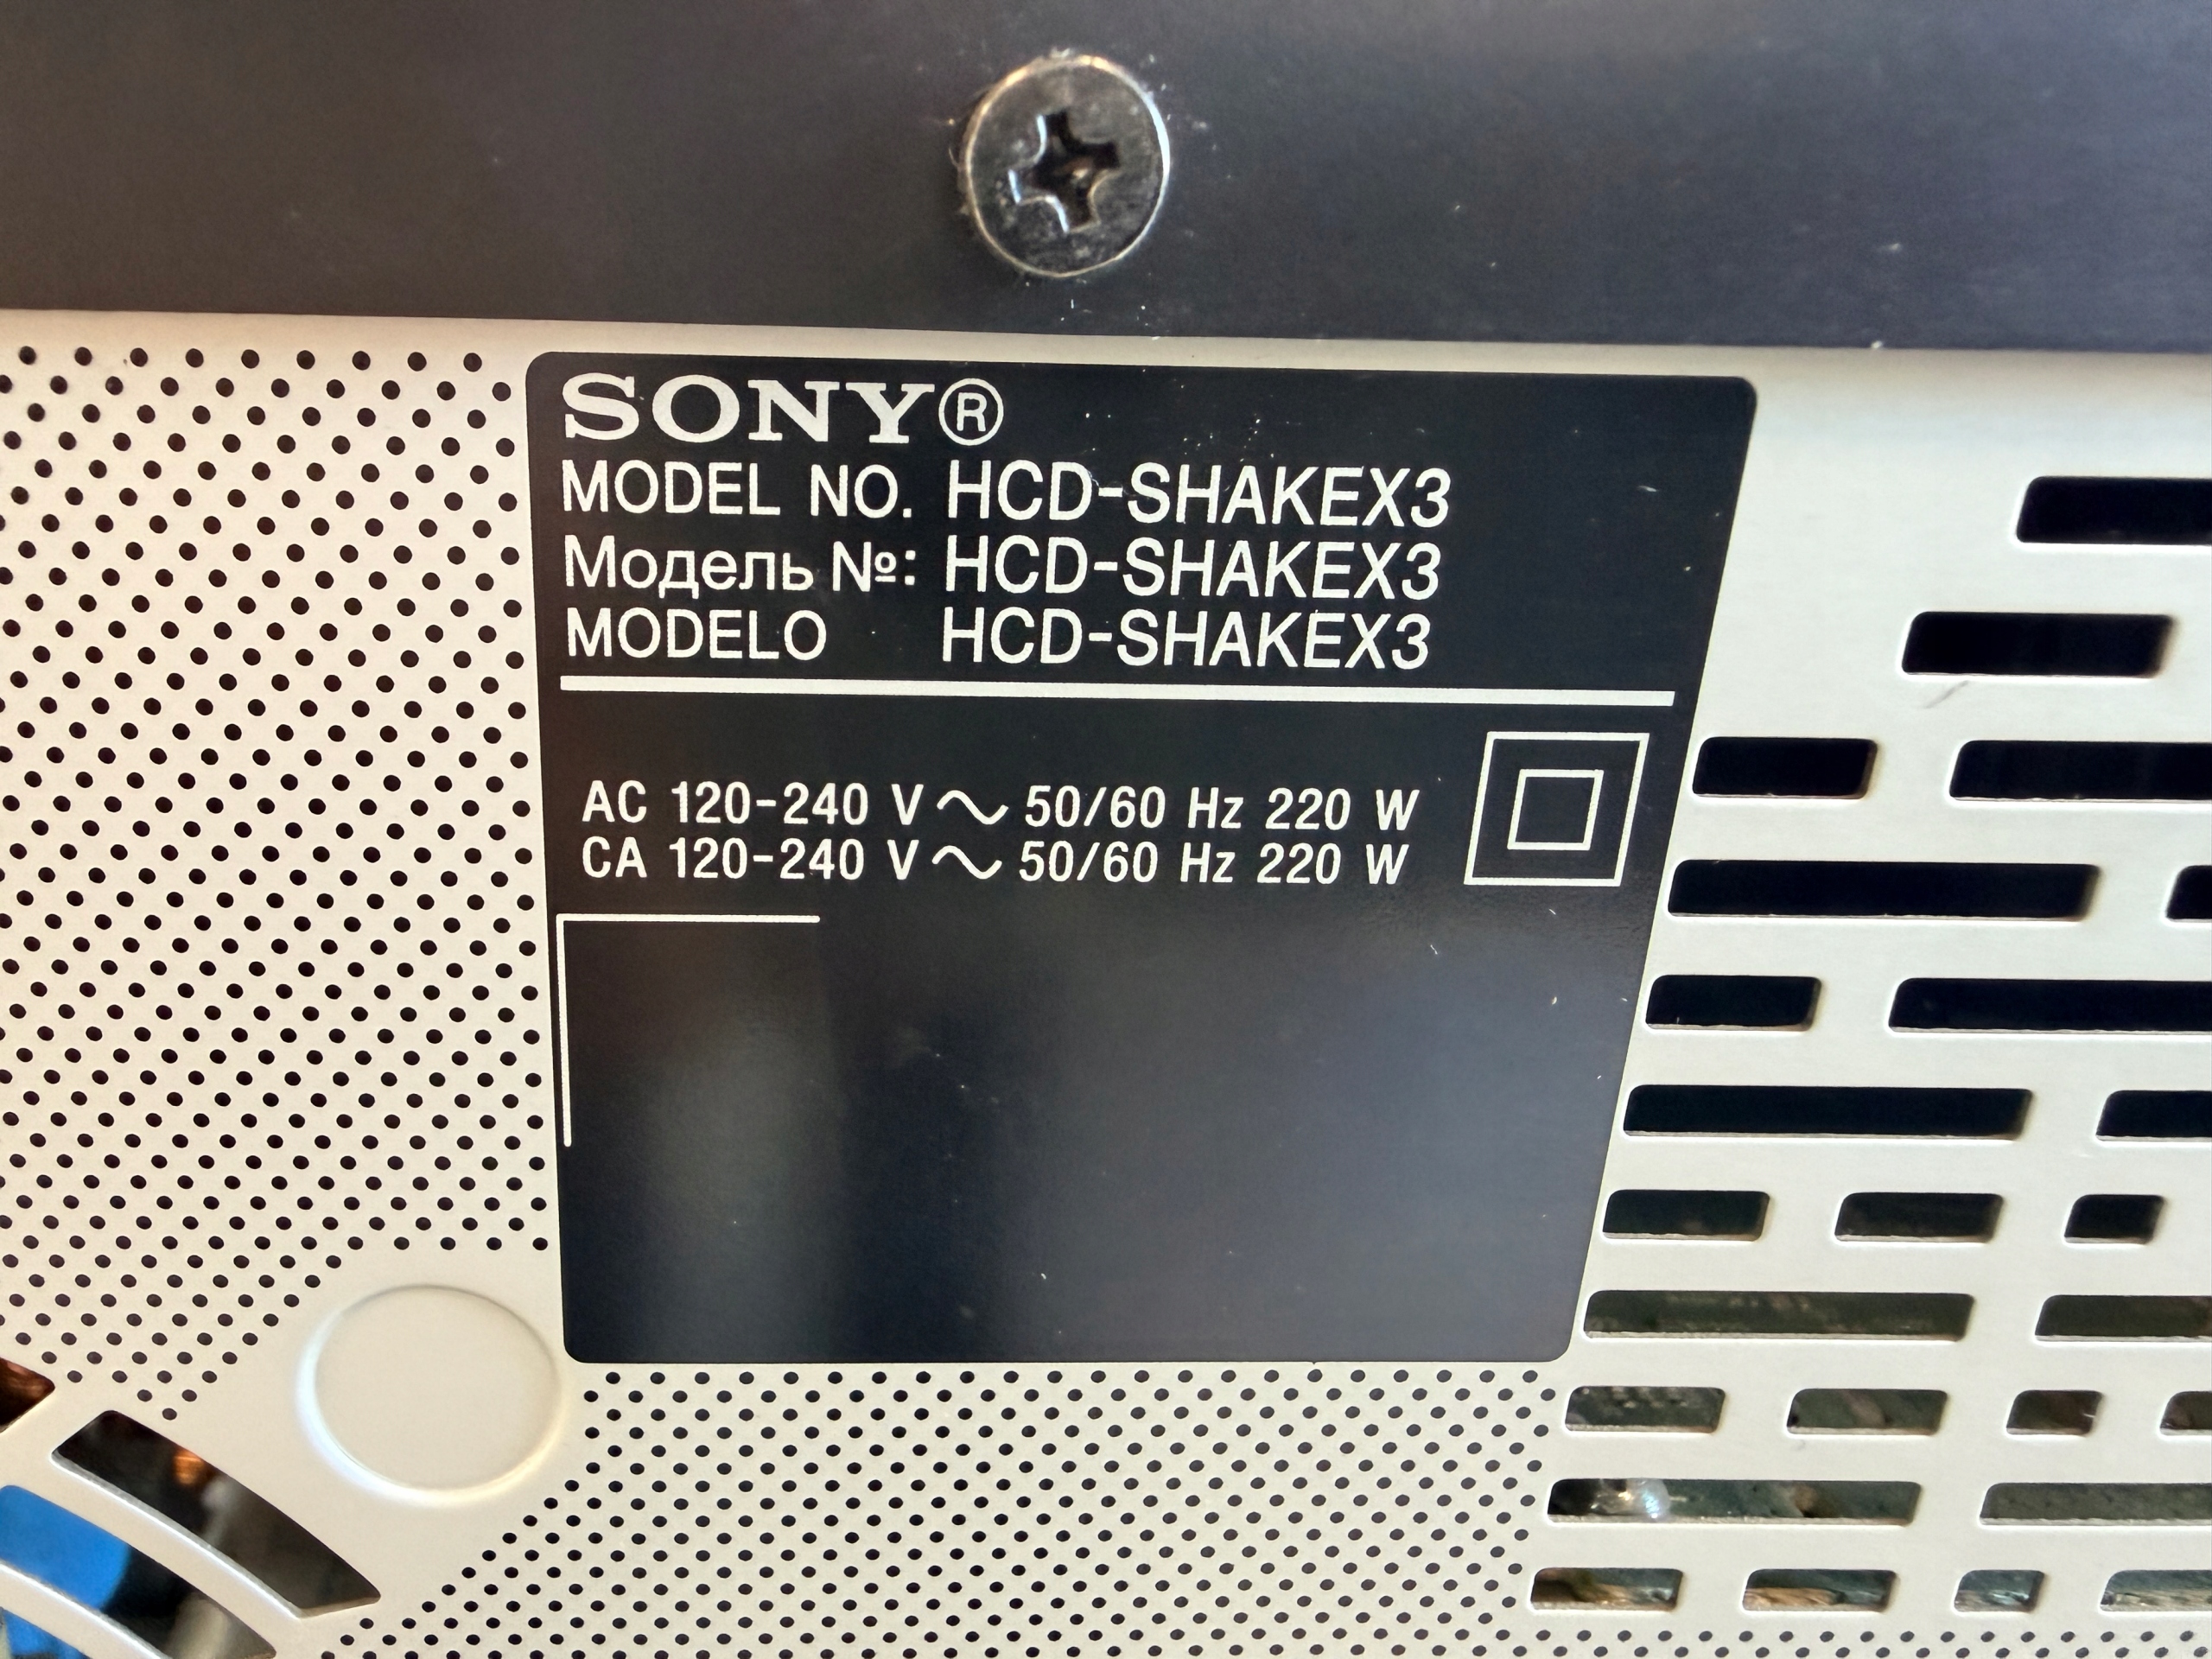 SONY®
MODEL NO. HCD-SHAKEX3
Модель №: HCD-SHAKEX3
MODELO HCD-SHAKEX3
AC 120-240 V ~ 50/60 Hz 220 W
CA 120-240 V ~ 50/60 Hz 220 W